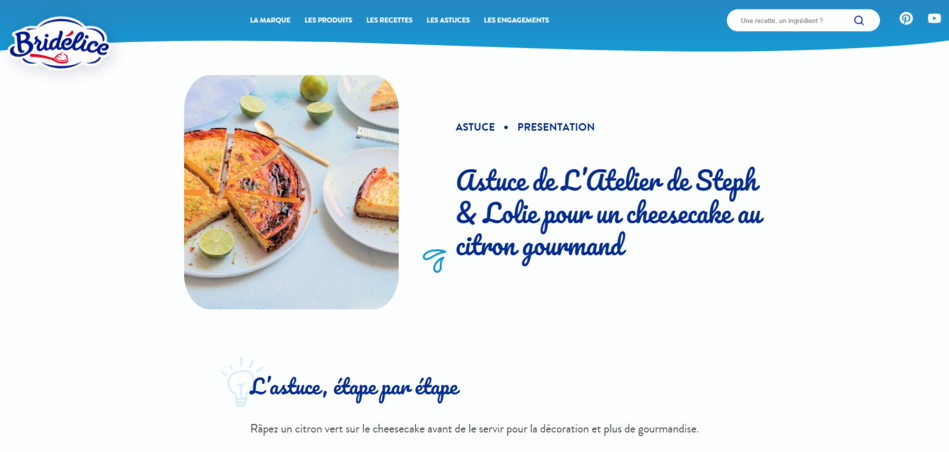 Bridélice
LA MARQUE LES PRODUITS LES RECETTES LES ASTUCES LES ENGAGEMENTS
Une recette, un ingrédient ?
ASTUCE • PRESENTATION
Astuce de L'Atelier de Steph
& Lolie pour un cheesecake au
citron gourmand
L'astuce, étape par étape
Râpez un citron vert sur le cheesecake avant de le servir pour la décoration et plus de gourmandise.